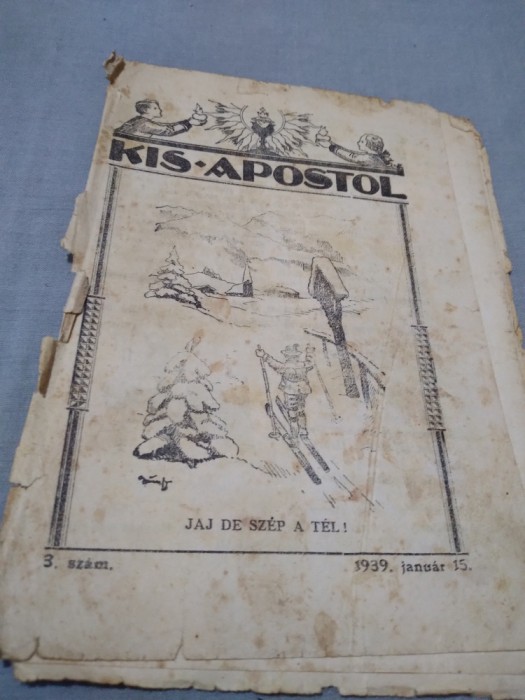 KIS · APOSTOL
JAJ DE SZÉP A TÉL!
3. szám.
1939. január 15.